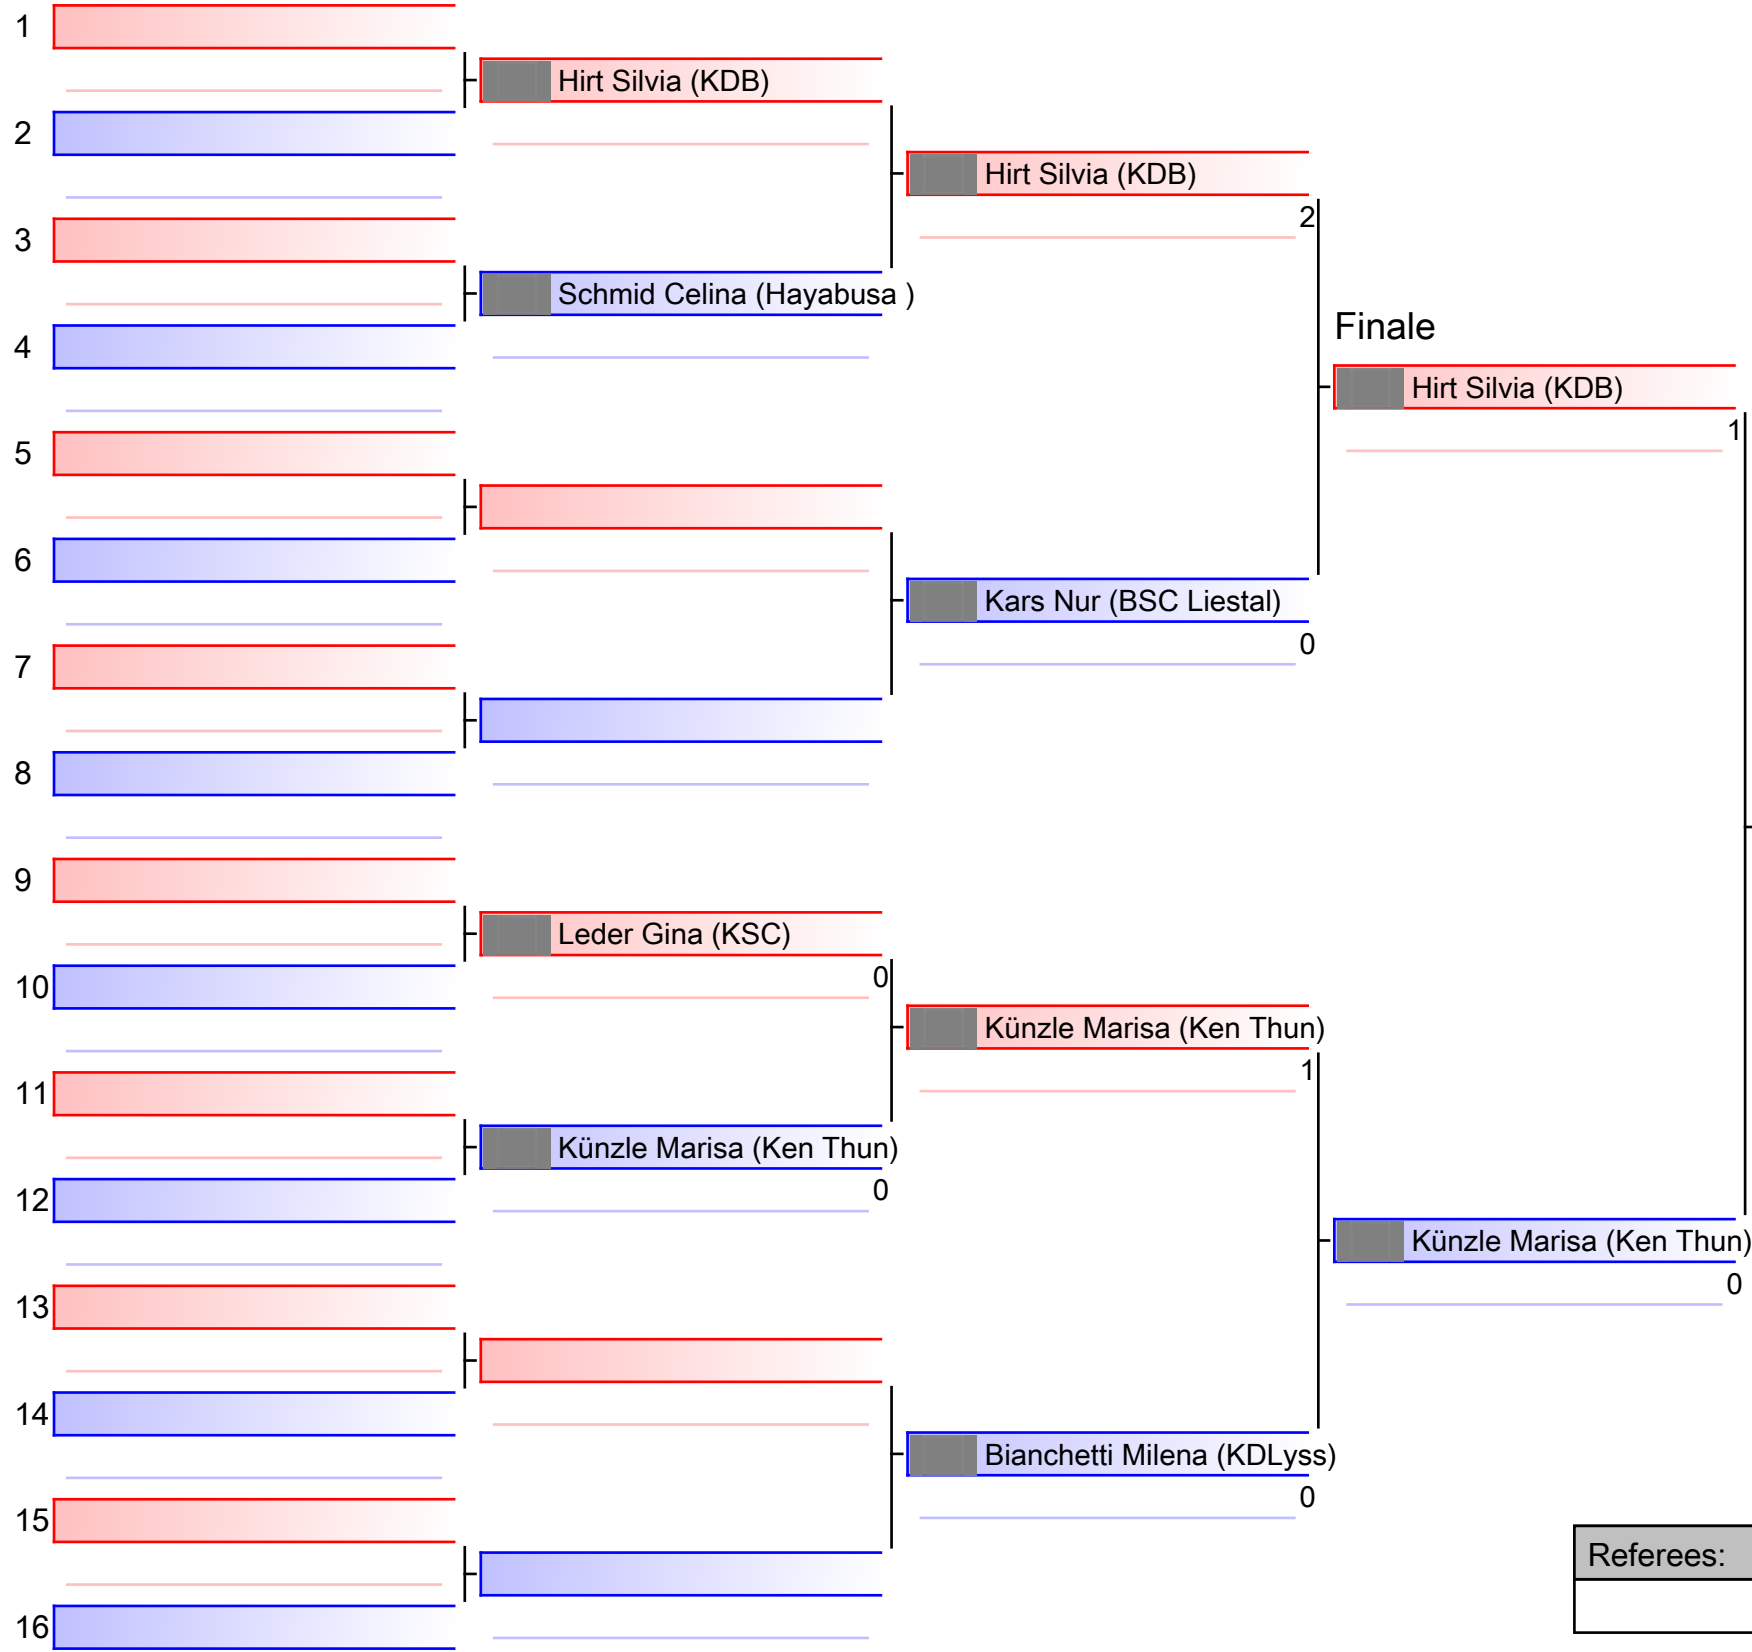 1
Hirt Silvia (KDB)
2
Hirt Silvia (KDB)
2
3
Schmid Celina (Hayabusa )
4
Finale
Hirt Silvia (KDB)
1
5
6
Kars Nur (BSC Liestal)
0
7
8
9
Leder Gina (KSC)
0
10
Künzle Marisa (Ken Thun)
1
11
Künzle Marisa (Ken Thun)
0
12
Künzle Marisa (Ken Thun)
0
13
14
Bianchetti Milena (KDLyss)
0
15
Referees:
16